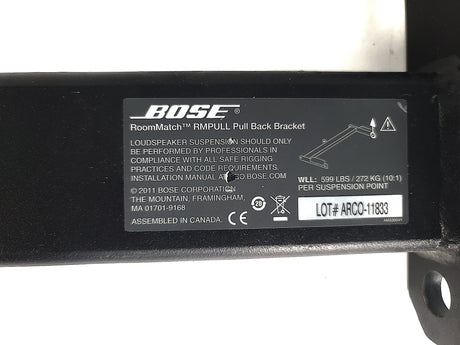 BOSE®
RoomMatch™ RMPULL Pull Back Bracket
LOUDSPEAKER SUSPENSION SHOULD ONLY
BE PERFORMED BY PROFESSIONALS IN
COMPLIANCE WITH ALL SAFE RIGGING
PRACTICES AND CODE REQUIREMENTS.
INSTALLATION MANUAL AT PRO.BOSE.COM
© 2011 BOSE CORPORATION
THE MOUNTAIN, FRAMINGHAM,
MA 01701-9168
ASSEMBLED IN CANADA.
20
WLL: 599 LBS / 272 KG (10:1)
PER SUSPENSION POINT
LOT# ARCO-11833